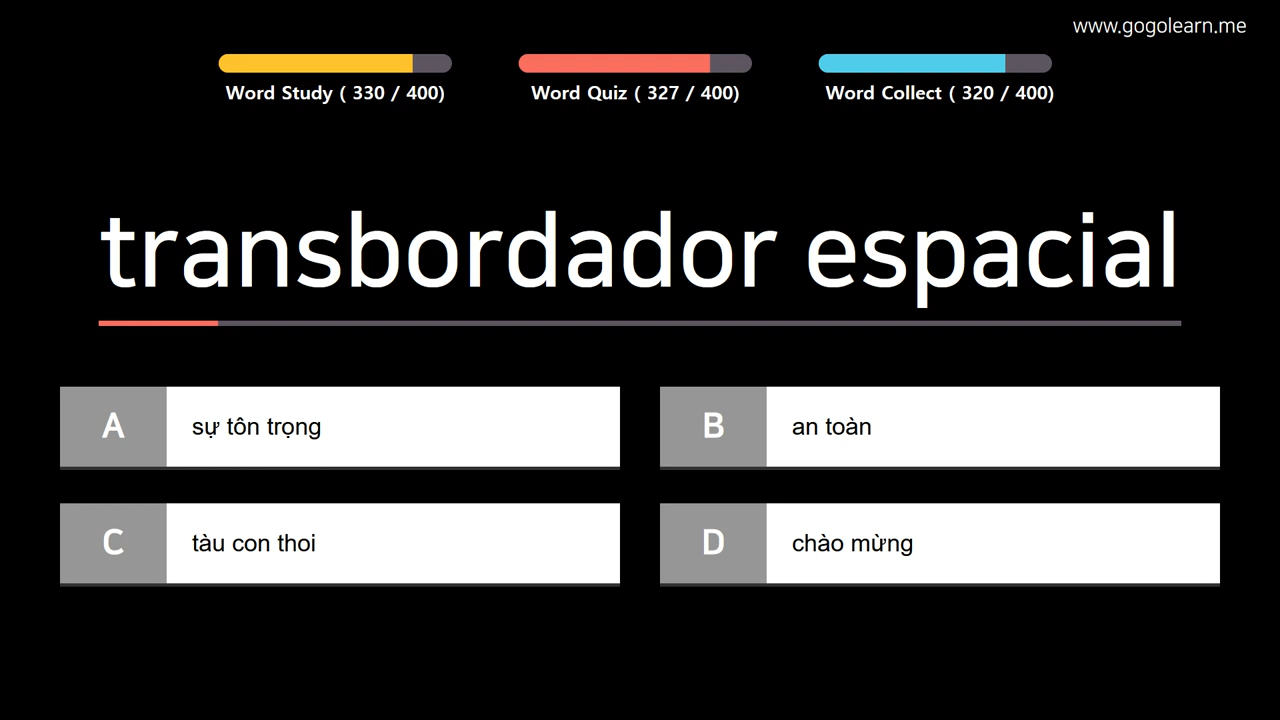 www.gogolearn.me
Word Study ( 330 / 400)
Word Quiz ( 327 / 400)
Word Collect ( 320 / 400)
transbordador espacial
A
sự tôn trọng
B
an toàn
C
tàu con thoi
D
chào mừng